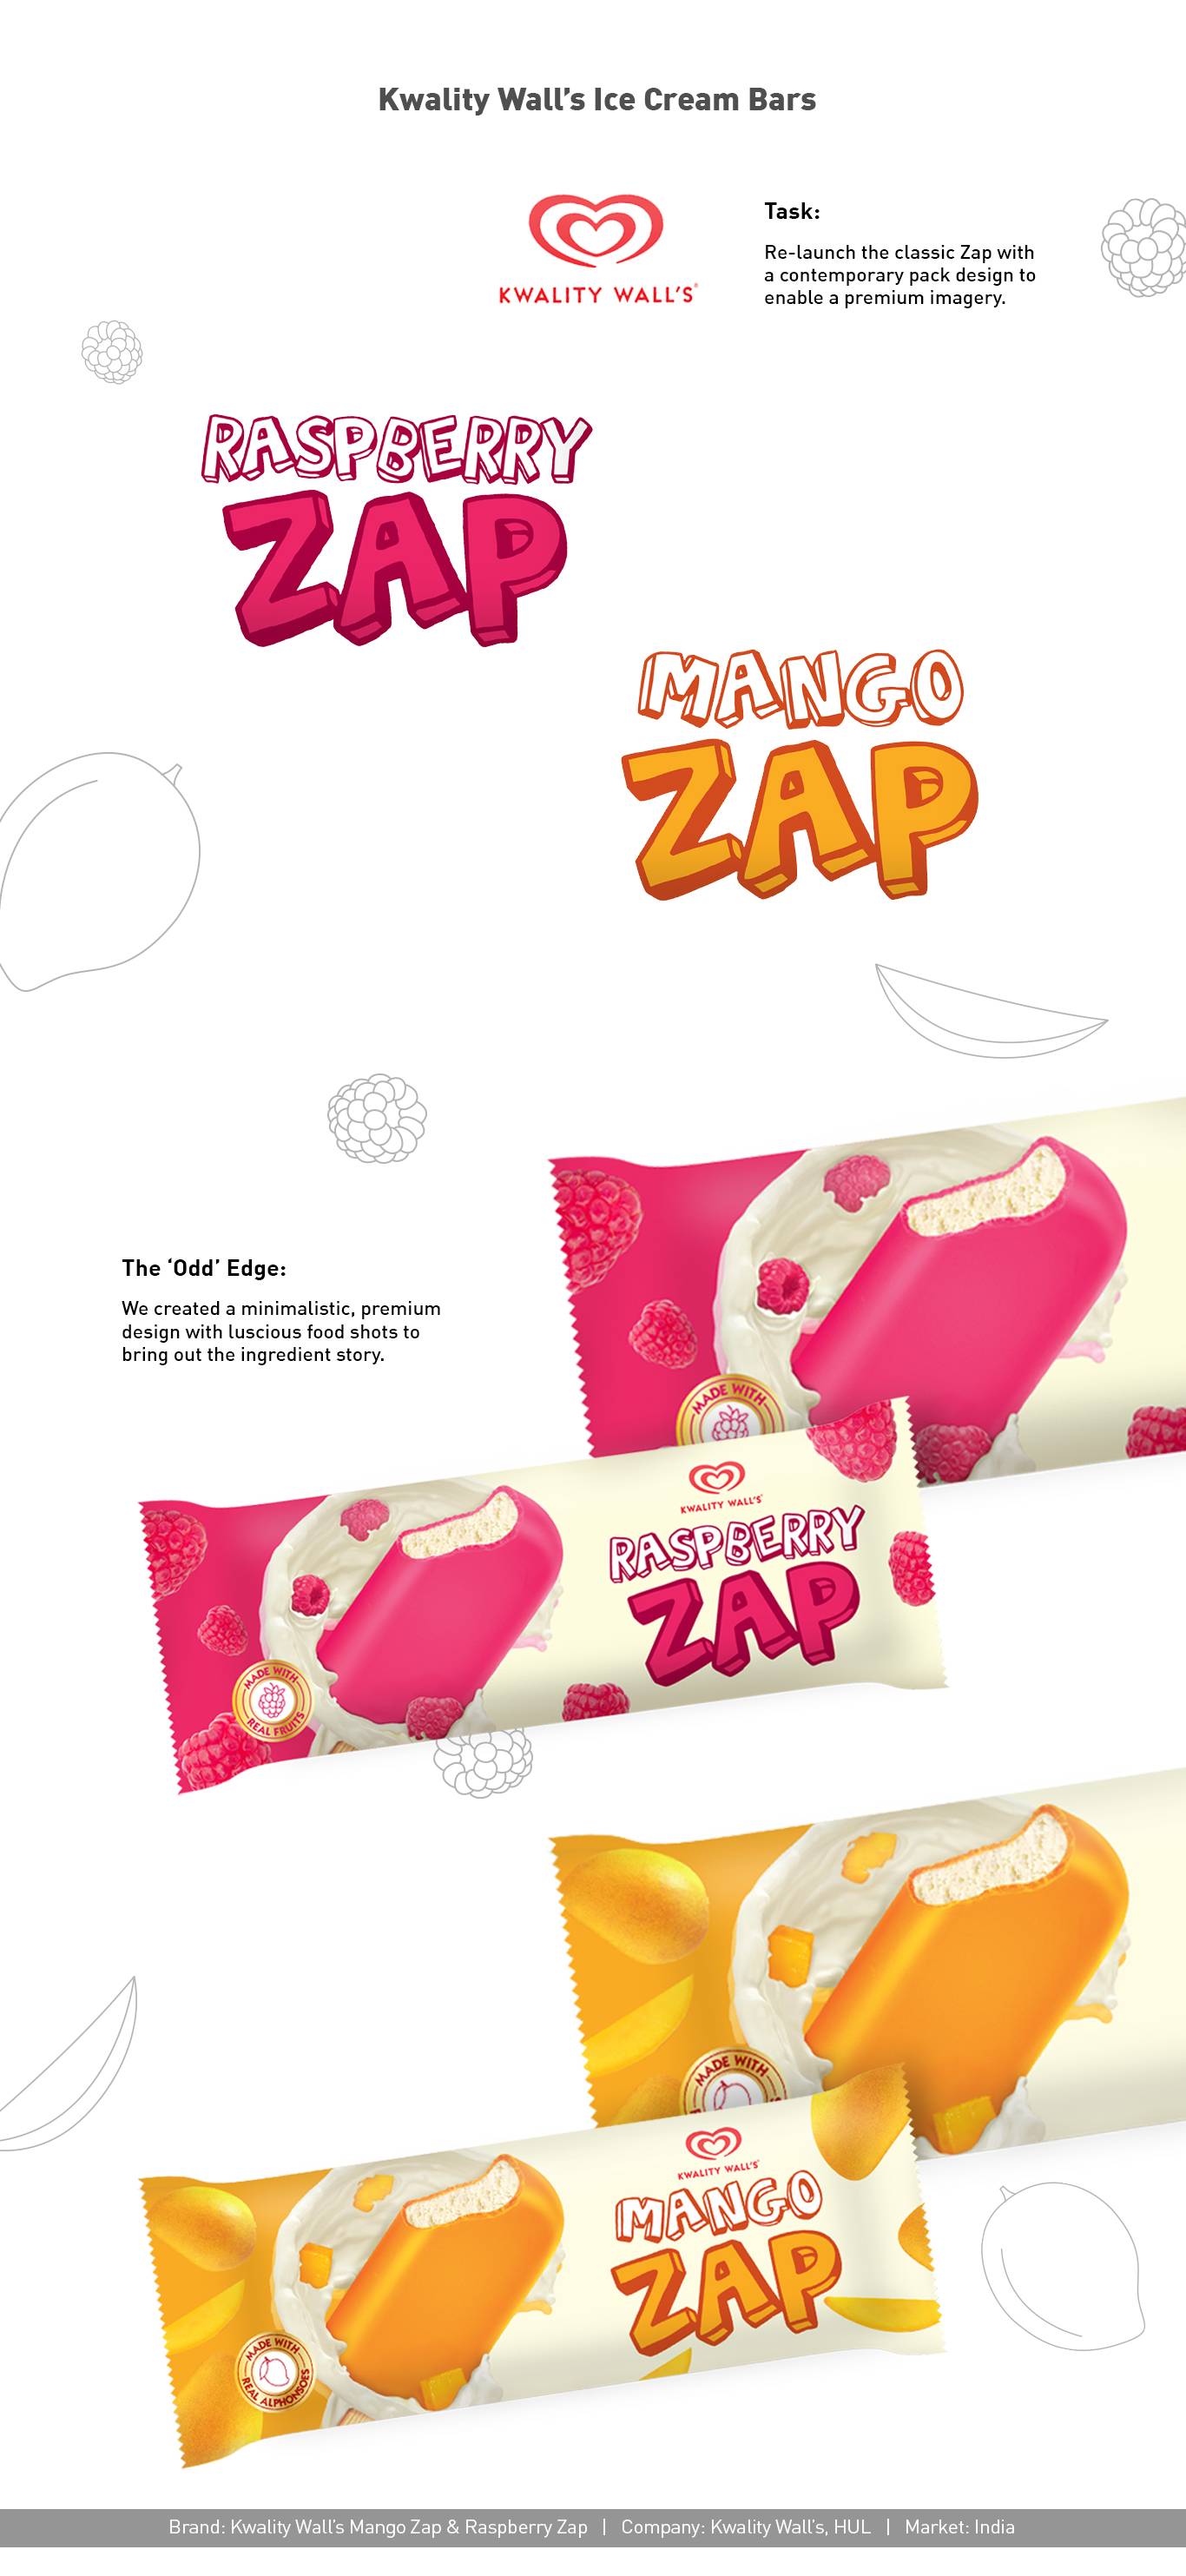 Kwality Wall’s Ice Cream Bars
KWALITY WALL’S
Task:
Re-launch the classic Zap with
a contemporary pack design to
enable a premium imagery.
RASPBERRY
ZAP
MANGO
ZAP
The ‘Odd’ Edge:
We created a minimalistic, premium
design with luscious food shots to
bring out the ingredient story.
MADE WITH
KWALITY WALL’S
RASPBERRY
ZAP
MADE WITH
REAL FRUITS
MADE WITH
KWALITY WALL’S
MANGO
ZAP
MADE WITH
REAL ALPHONSOES
Brand: Kwality Wall’s Mango Zap & Raspberry Zap | Company: Kwality Wall’s, HUL | Market: India